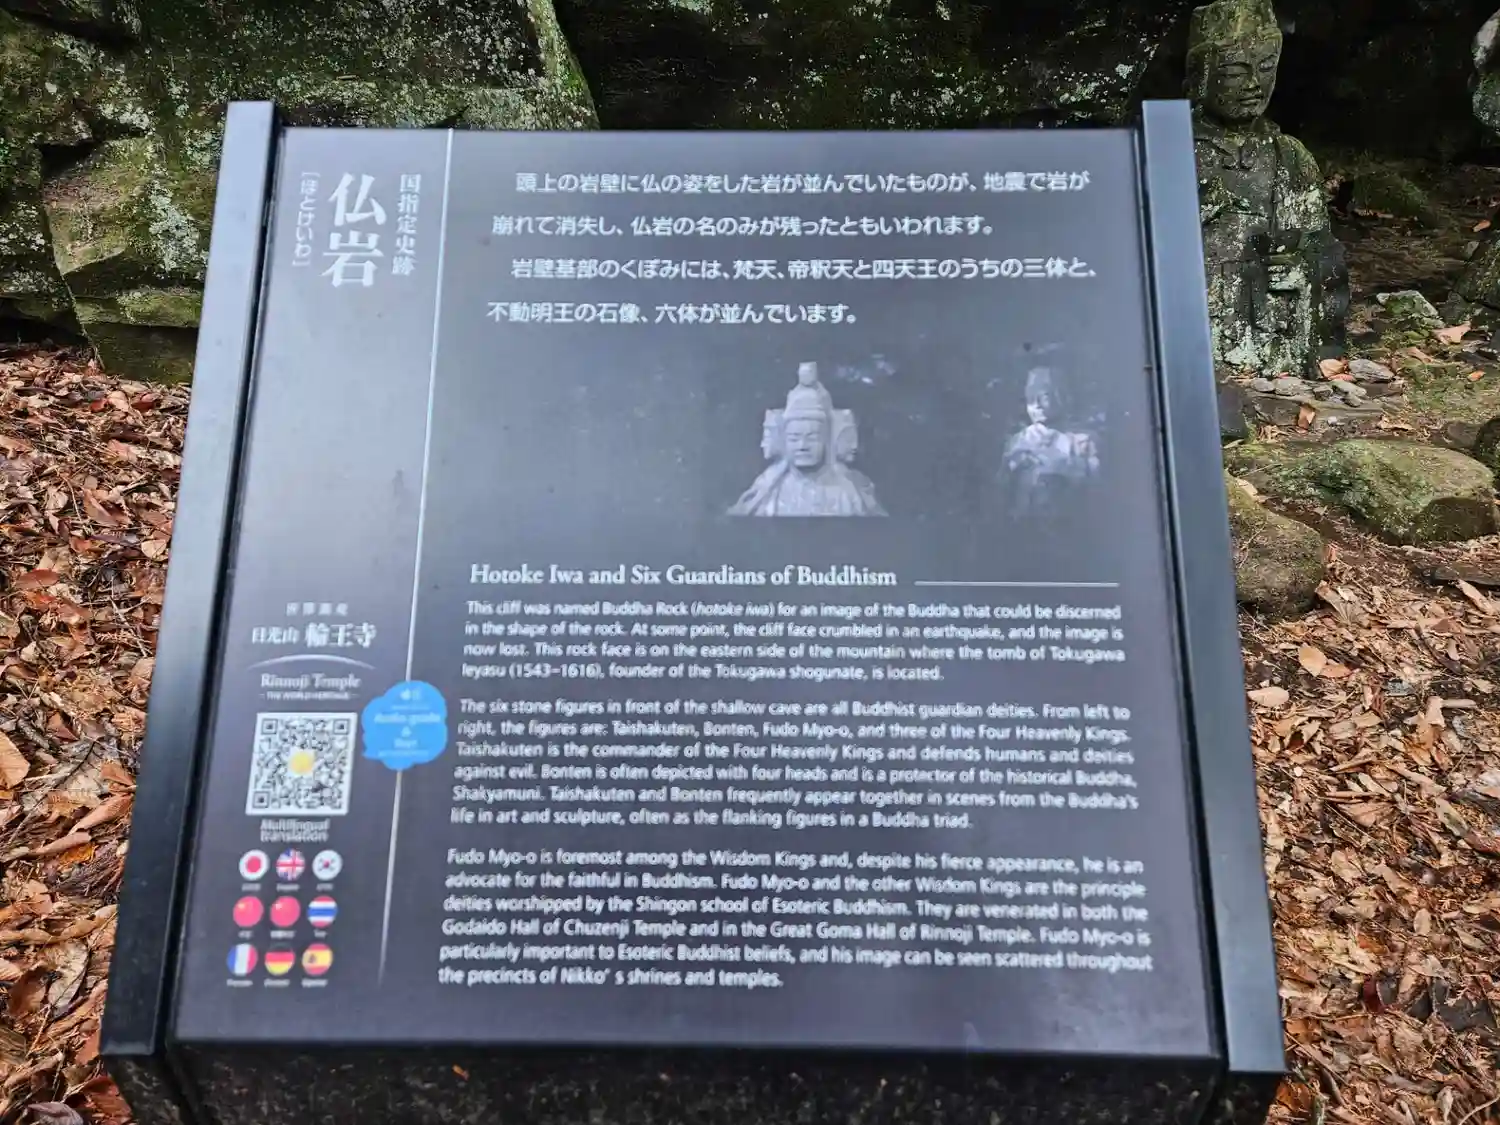 国指定史跡
仏岩
[ほとけいわ]
頭上の岩壁に仏の姿をした岩が並んでいたものが、地震で岩が
崩れて消失し、仏岩の名のみが残ったともいわれます。
岩壁基部のくぼみには、梵天、帝釈天と四天王のうちの三体と、
不動明王の石像、六体が並んでいます。
Hotoke Iwa and Six Guardians of Buddhism
This cliff was named Buddha Rock (hotoke iwa) for an image of the Buddha that could be discerned
in the shape of the rock. At some point, the cliff face crumbled in an earthquake, and the image is
now lost. This rock face is on the eastern side of the mountain where the tomb of Tokugawa
Ieyasu (1543–1616), founder of the Tokugawa shogunate, is located.
The six stone figures in front of the shallow cave are all Buddhist guardian deities. From left to
right, the figures are: Taishakuten, Bonten, Fudo Myo-o, and three of the Four Heavenly Kings.
Taishakuten is the commander of the Four Heavenly Kings and defends humans and deities
against evil. Bonten is often depicted with four heads and is a protector of the historical Buddha,
Shakyamuni. Taishakuten and Bonten frequently appear together in scenes from the Buddha's
life in art and sculpture, often as the flanking figures in a Buddha triad.
Fudo Myo-o is foremost among the Wisdom Kings and, despite his fierce appearance, he is an
advocate for the faithful in Buddhism. Fudo Myo-o and the other Wisdom Kings are the principle
deities worshipped by the Shingon school of Esoteric Buddhism. They are venerated in both the
Godaido Hall of Chuzenji Temple and in the Great Goma Hall of Rinnoji Temple. Fudo Myo-o is
particularly important to Esoteric Buddhist beliefs, and his image can be seen scattered throughout
the precincts of Nikko’ s shrines and temples.
世界遺産
日光山 輪王寺
Rinnoji Temple
- THE WORLD HERITAGE -
Audio guide
&
Text
Multilingual
translation